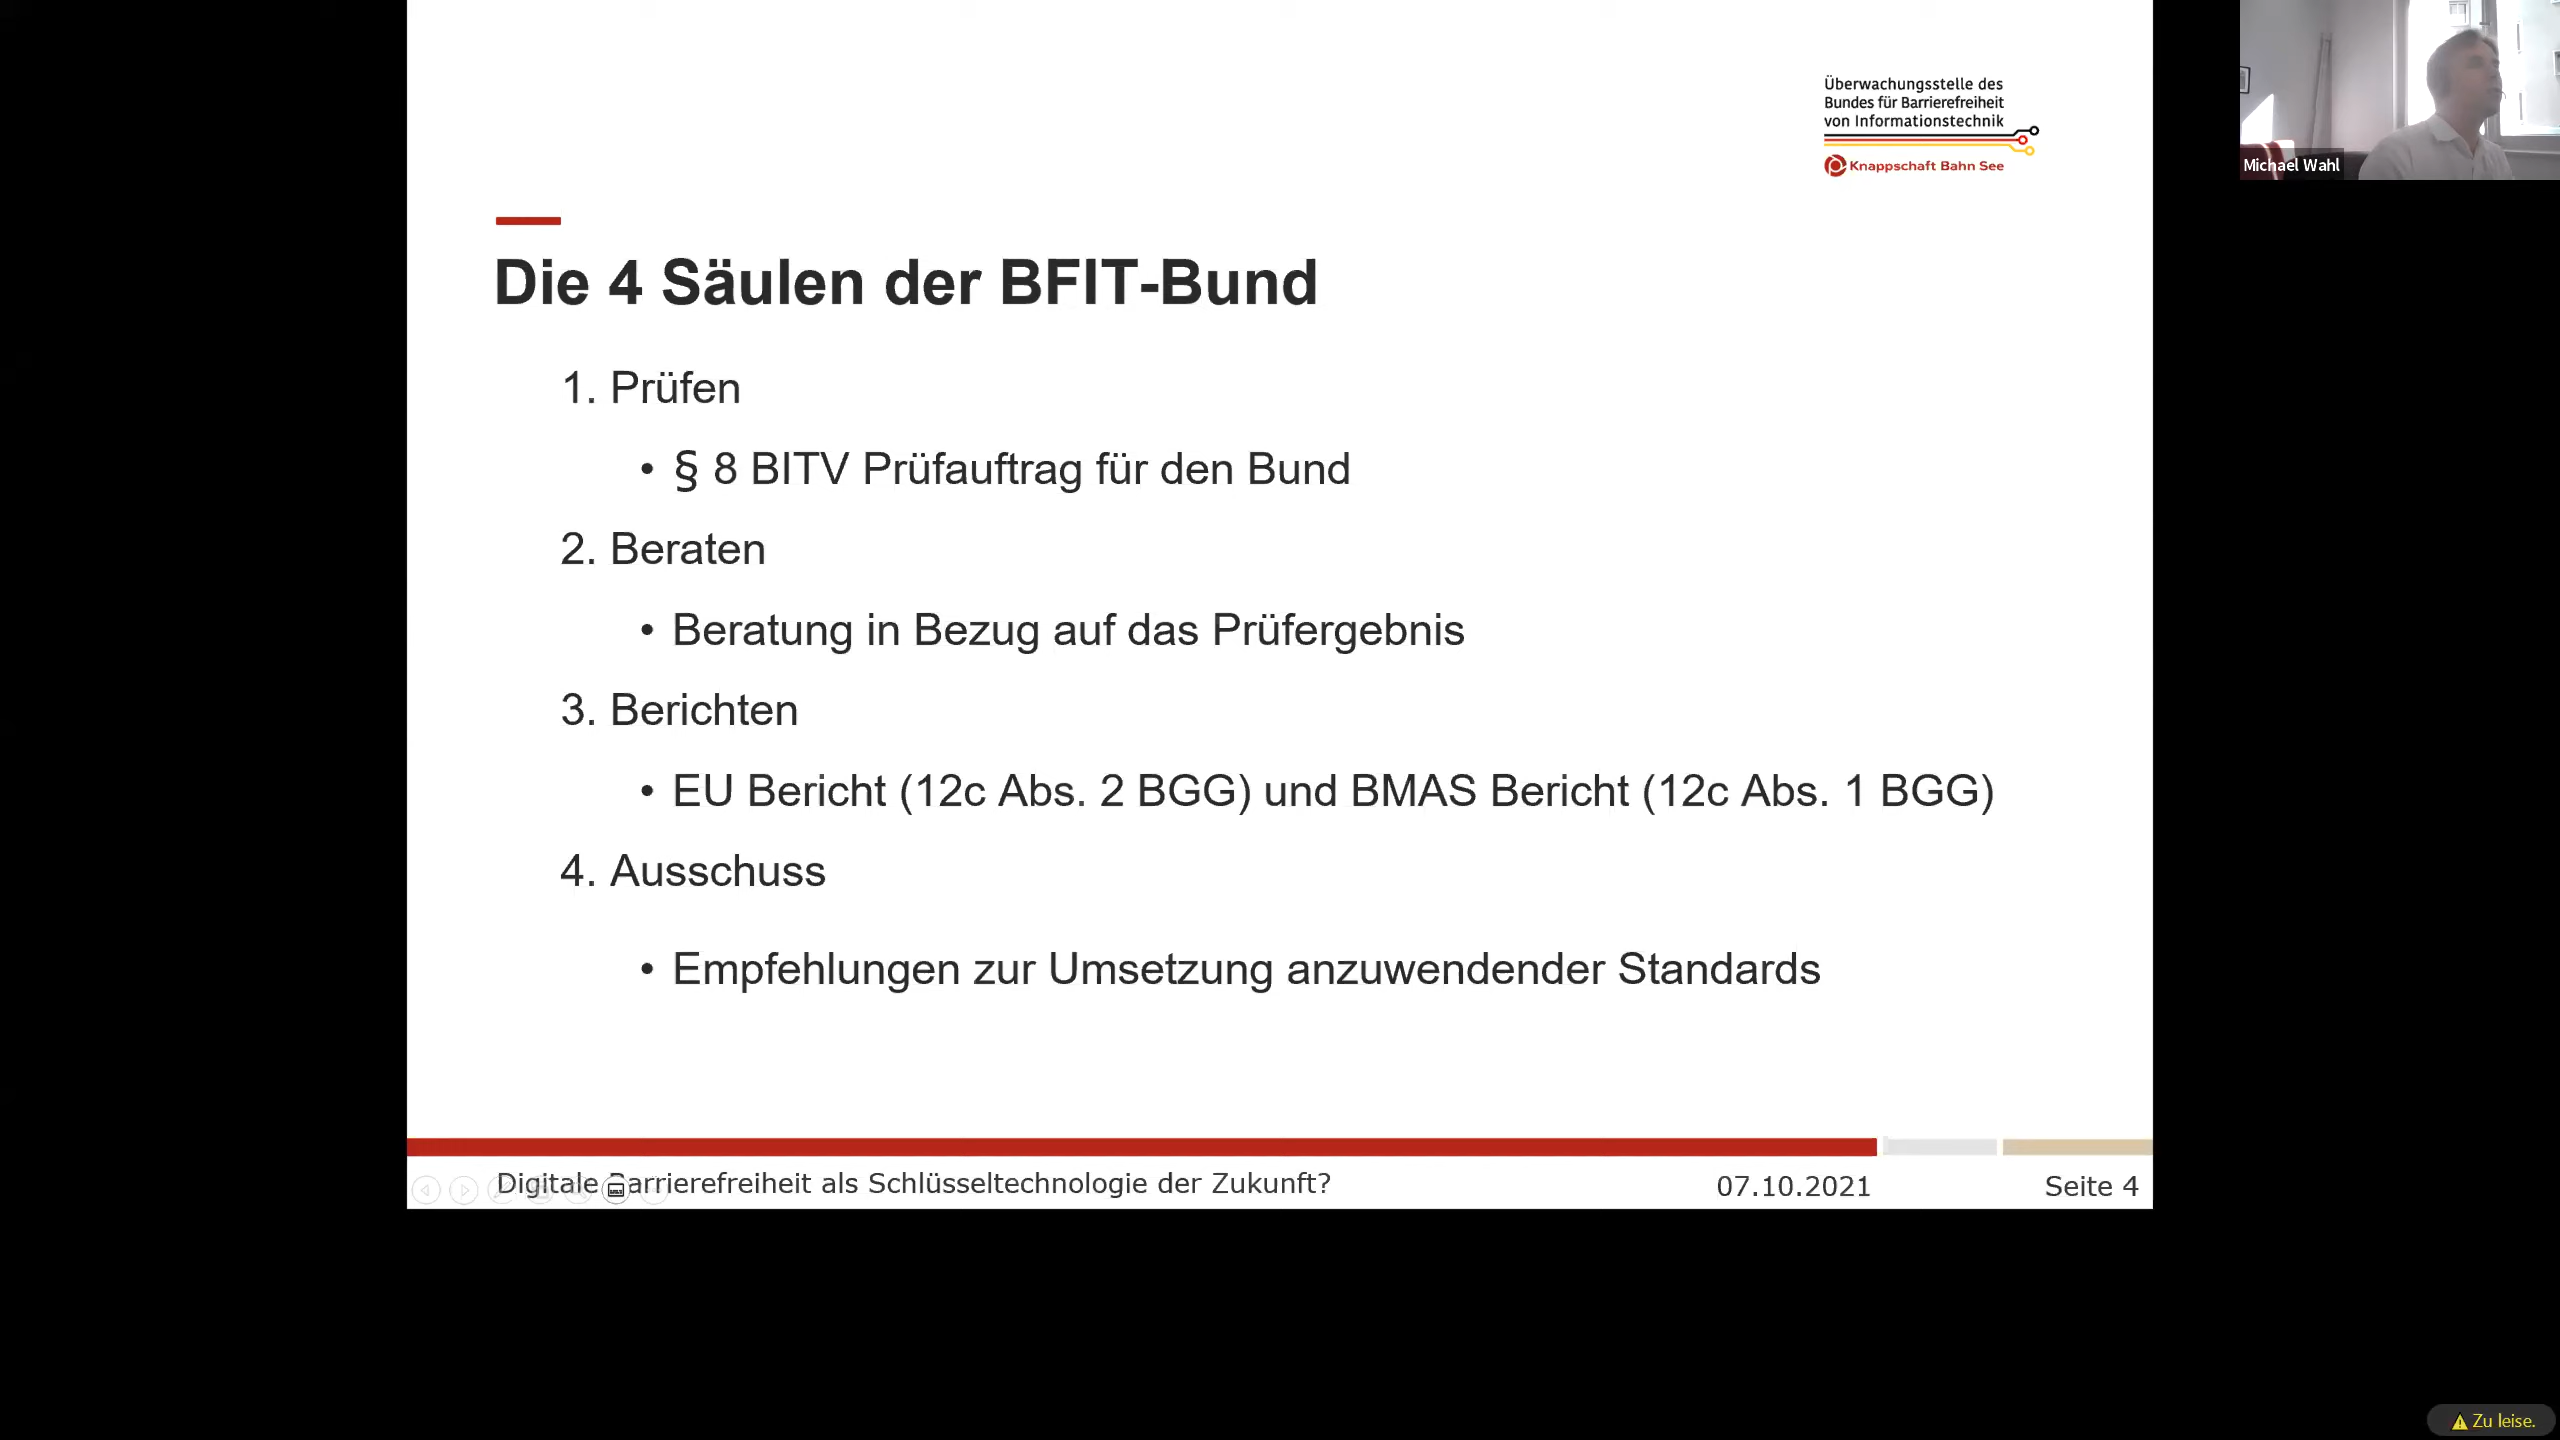 Überwachungsstelle des
Bundes für Barrierefreiheit
von Informationstechnik
Knappschaft Bahn See
Michael Wahl
Die 4 Säulen der BFIT-Bund
1. Prüfen
• § 8 BITV Prüfauftrag für den Bund
2. Beraten
• Beratung in Bezug auf das Prüfergebnis
3. Berichten
• EU Bericht (12c Abs. 2 BGG) und BMAS Bericht (12c Abs. 1 BGG)
4. Ausschuss
• Empfehlungen zur Umsetzung anzuwendender Standards
Digitale Barrierefreiheit als Schlüsseltechnologie der Zukunft?
07.10.2021
Seite 4
Zu leise.